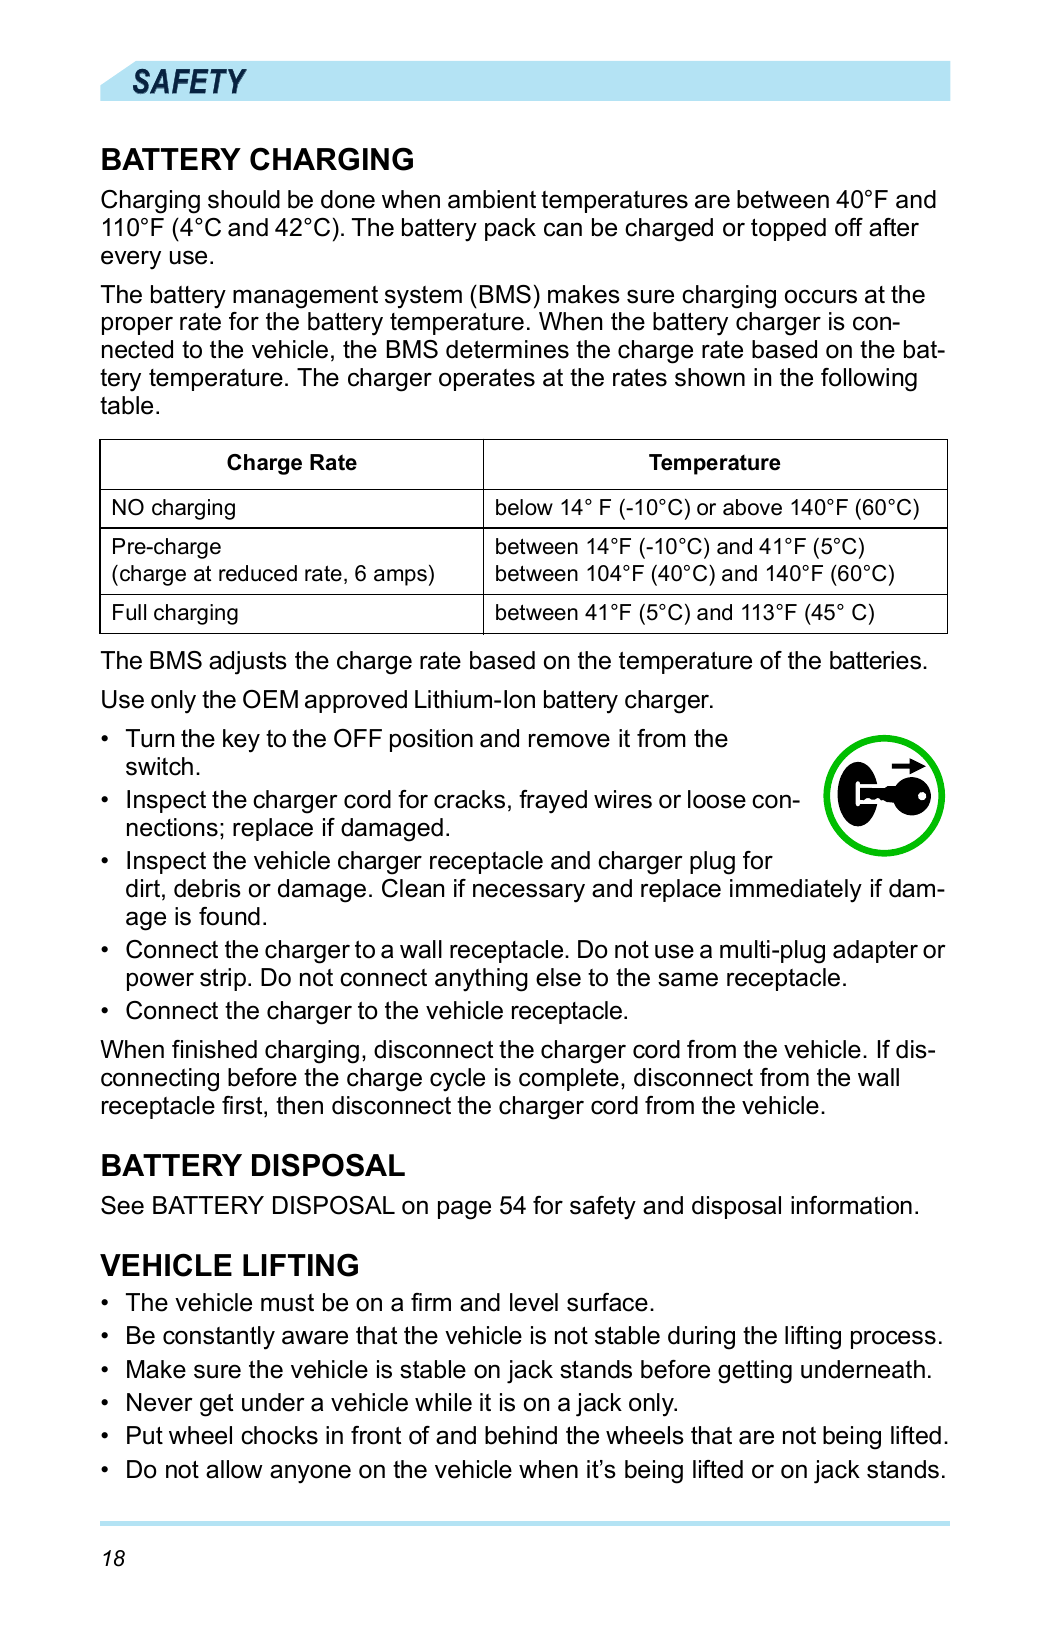 SAFETY
BATTERY CHARGING
Charging should be done when ambient temperatures are between 40°F and
110°F (4°C and 42°C). The battery pack can be charged or topped off after
every use.
The battery management system (BMS) makes sure charging occurs at the
proper rate for the battery temperature. When the battery charger is con-
nected to the vehicle, the BMS determines the charge rate based on the bat-
tery temperature. The charger operates at the rates shown in the following
table.
Charge Rate Temperature
NO charging below 14° F (-10°C) or above 140°F (60°C)
Pre-charge between 14°F (-10°C) and 41°F (5°C)
(charge at reduced rate, 6 amps) between 104°F (40°C) and 140°F (60°C)
Full charging between 41°F (5°C) and 113°F (45° C)
The BMS adjusts the charge rate based on the temperature of the batteries.
Use only the OEM approved Lithium-Ion battery charger.
• Turn the key to the OFF position and remove it from the
switch.
• Inspect the charger cord for cracks, frayed wires or loose con-
nections; replace if damaged.
• Inspect the vehicle charger receptacle and charger plug for
dirt, debris or damage. Clean if necessary and replace immediately if dam-
age is found.
• Connect the charger to a wall receptacle. Do not use a multi-plug adapter or
power strip. Do not connect anything else to the same receptacle.
• Connect the charger to the vehicle receptacle.
When finished charging, disconnect the charger cord from the vehicle. If dis-
connecting before the charge cycle is complete, disconnect from the wall
receptacle first, then disconnect the charger cord from the vehicle.
BATTERY DISPOSAL
See BATTERY DISPOSAL on page 54 for safety and disposal information.
VEHICLE LIFTING
• The vehicle must be on a firm and level surface.
• Be constantly aware that the vehicle is not stable during the lifting process.
• Make sure the vehicle is stable on jack stands before getting underneath.
• Never get under a vehicle while it is on a jack only.
• Put wheel chocks in front of and behind the wheels that are not being lifted.
• Do not allow anyone on the vehicle when it’s being lifted or on jack stands.
18